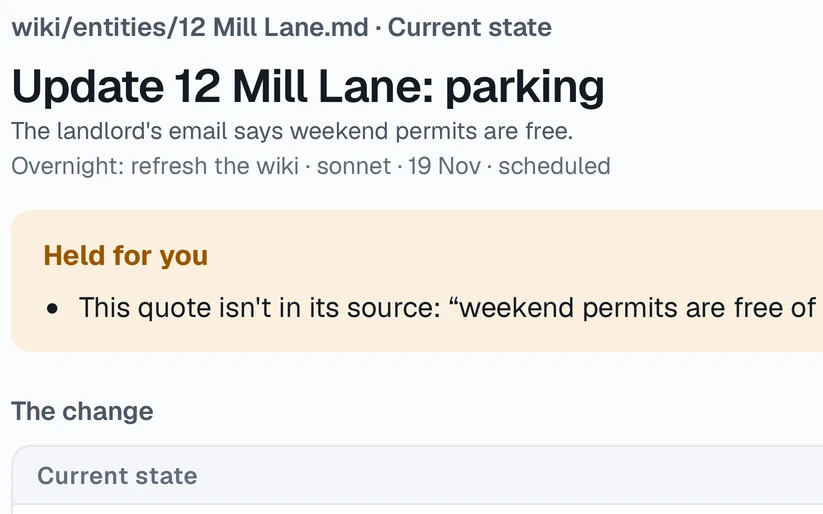 wiki/entities/12 Mill Lane.md · Current state
Update 12 Mill Lane: parking
The landlord's email says weekend permits are free.
Overnight: refresh the wiki · sonnet · 19 Nov · scheduled
Held for you
• This quote isn't in its source: “weekend permits are free of
The change
Current state